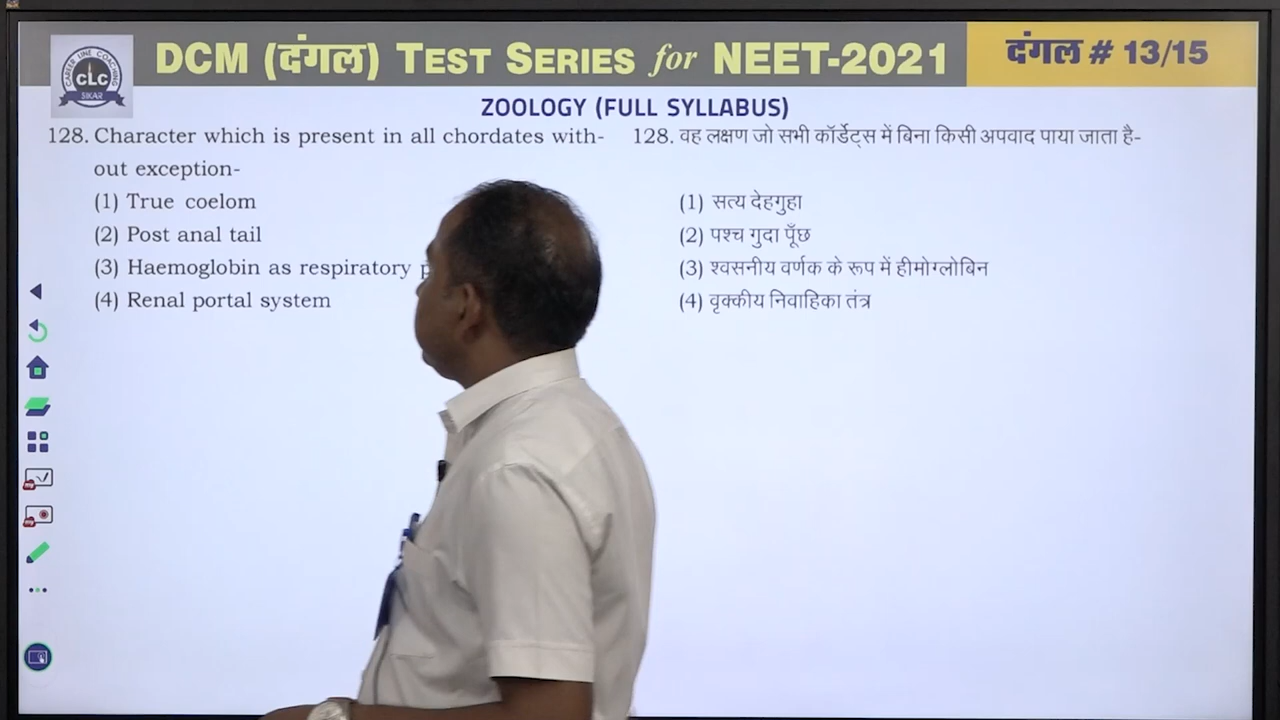 DCM (दंगल) TEST SERIES for NEET-2021
दंगल # 13/15
CAREER LINE COACHING
CLC
SIKAR
ZOOLOGY (FULL SYLLABUS)
128. Character which is present in all chordates with-
out exception-
(1) True coelom
(2) Post anal tail
(3) Haemoglobin as respiratory
(4) Renal portal system
128. वह लक्षण जो सभी कॉर्डेट्स में बिना किसी अपवाद पाया जाता है-
(1) सत्य देहगुहा
(2) पश्च गुदा पूँछ
(3) श्वसनीय वर्णक के रूप में हीमोग्लोबिन
(4) वृक्कीय निवाहिका तंत्र